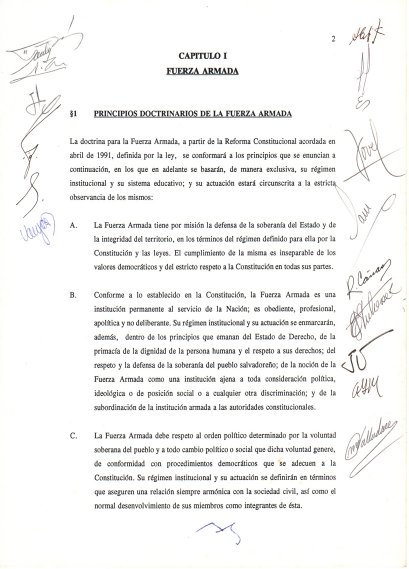 2
CAPITULO I
FUERZA ARMADA
§1 PRINCIPIOS DOCTRINARIOS DE LA FUERZA ARMADA
La doctrina para la Fuerza Armada, a partir de la Reforma Constitucional acordada en
abril de 1991, definida por la ley, se conformará a los principios que se enuncian a
continuación, en los que en adelante se basarán, de manera exclusiva, su régimen
institucional y su sistema educativo; y su actuación estará circunscrita a la estricta
observancia de los mismos:
A. La Fuerza Armada tiene por misión la defensa de la soberanía del Estado y de
la integridad del territorio, en los términos del régimen definido para ella por la
Constitución y las leyes. El cumplimiento de la misma es inseparable de los
valores democráticos y del estricto respeto a la Constitución en todas sus partes.
B. Conforme a lo establecido en la Constitución, la Fuerza Armada es una
institución permanente al servicio de la Nación; es obediente, profesional,
apolítica y no deliberante. Su régimen institucional y su actuación se enmarcarán,
además, dentro de los principios que emanan del Estado de Derecho, de la
primacía de la dignidad de la persona humana y el respeto a sus derechos; del
respeto y la defensa de la soberanía del pueblo salvadoreño; de la noción de la
Fuerza Armada como una institución ajena a toda consideración política,
ideológica o de posición social o a cualquier otra discriminación; y de la
subordinación de la institución armada a las autoridades constitucionales.
C. La Fuerza Armada debe respeto al orden político determinado por la voluntad
soberana del pueblo y a todo cambio político o social que dicha voluntad genere,
de conformidad con procedimientos democráticos que se adecuen a la
Constitución. Su régimen institucional y su actuación se definirán en términos
que aseguren una relación siempre armónica con la sociedad civil, así como el
normal desenvolvimiento de sus miembros como integrantes de ésta.